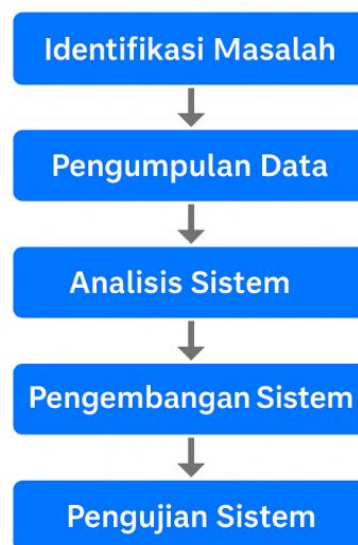 Identifikasi Masalah
Pengumpulan Data
Analisis Sistem
Pengembangan Sistem
Pengujian Sistem